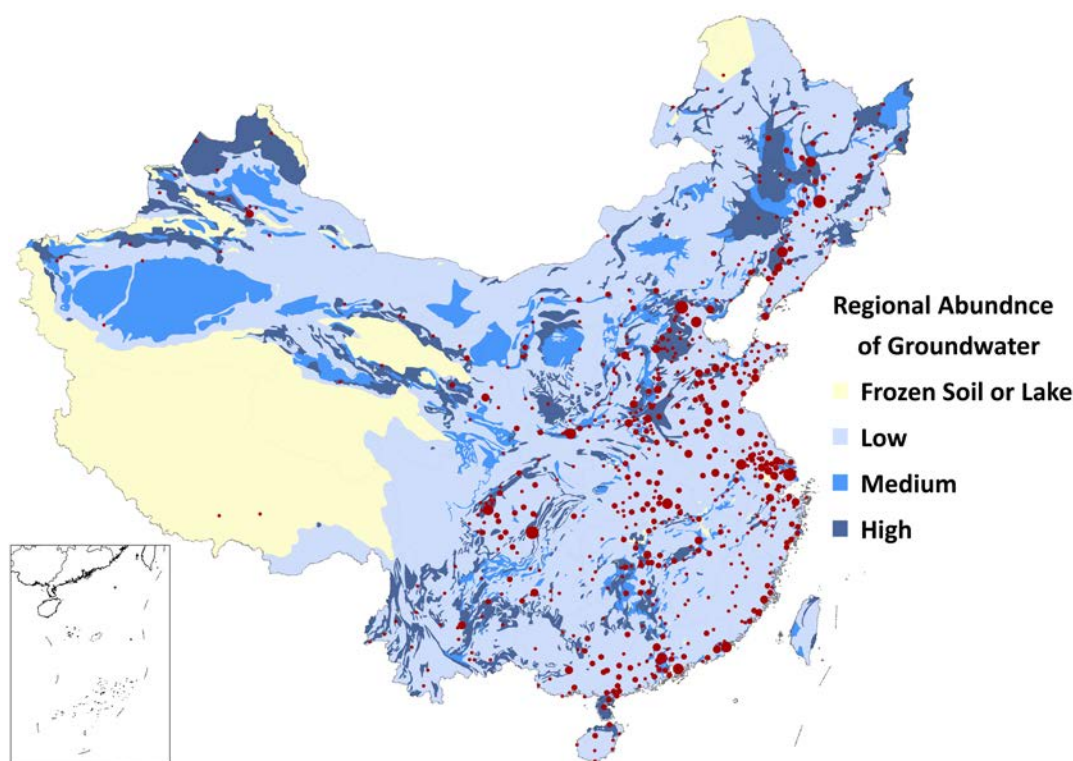 Regional Abundnce
of Groundwater
Frozen Soil or Lake
Low
Medium
High